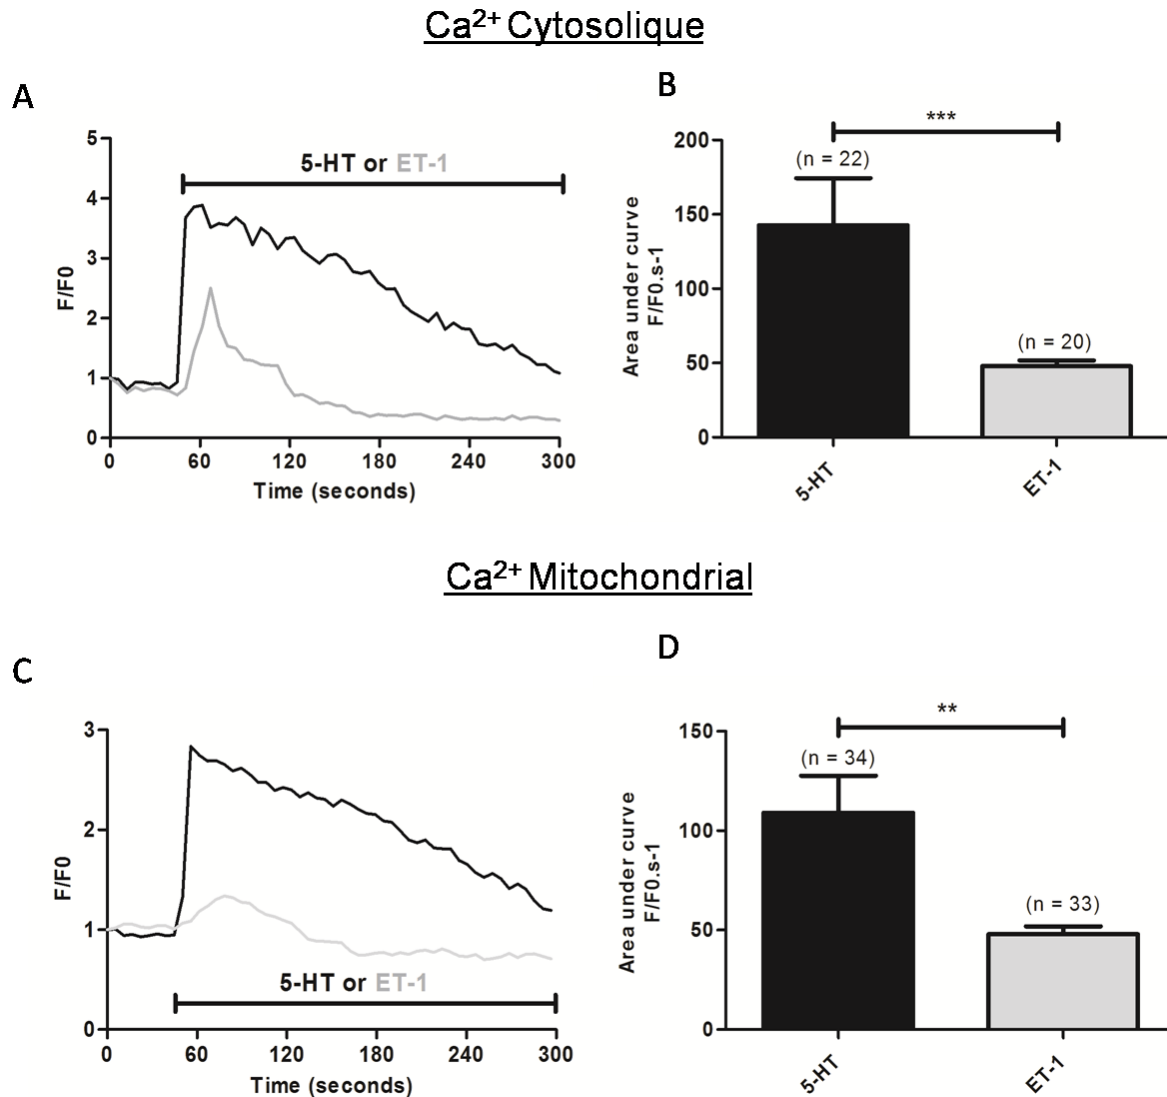 Ca²⁺ Cytosolique
A
B
5
4
3
2
1
0
F/F0
5-HT or ET-1
0 60 120 180 240 300
Time (seconds)
200
150
100
50
0
Area under curve
F/F0.s-1
***
(n = 22)
(n = 20)
5-HT
ET-1
Ca²⁺ Mitochondrial
C
D
3
2
1
0
F/F0
5-HT or ET-1
0 60 120 180 240 300
Time (seconds)
150
100
50
0
Area under curve
F/F0.s-1
**
(n = 34)
(n = 33)
5-HT
ET-1